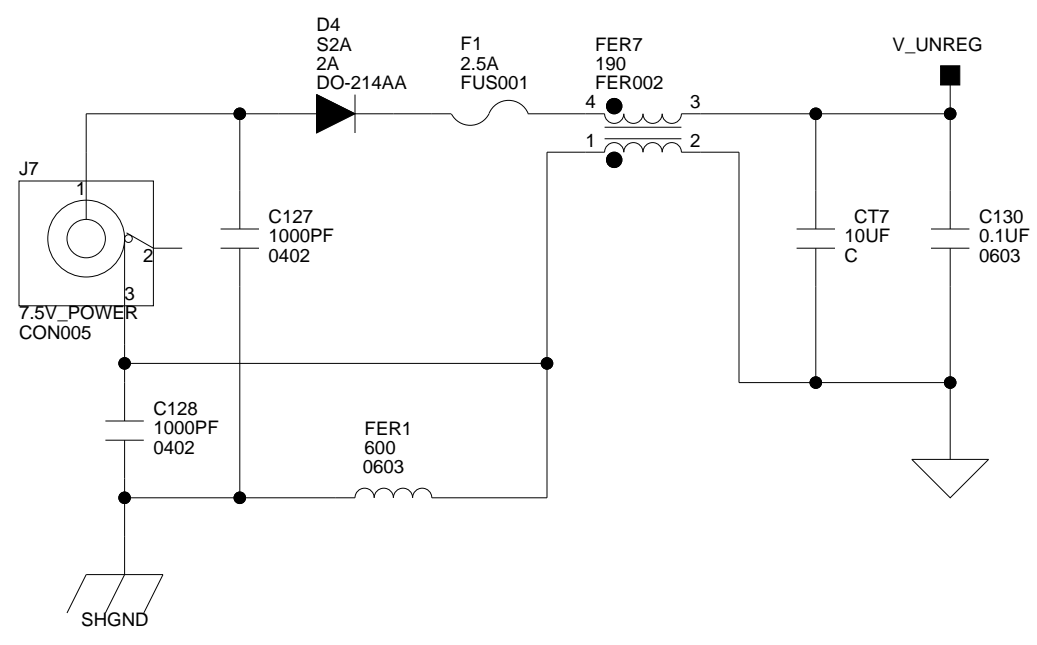 D4
S2A
2A
DO-214AA
F1
2.5A
FUS001
FER7
190
FER002
V_UNREG
4
3
1
2
J7
1
2
3
7.5V_POWER
CON005
C127
1000PF
0402
CT7
10UF
C
C130
0.1UF
0603
C128
1000PF
0402
FER1
600
0603
SHGND